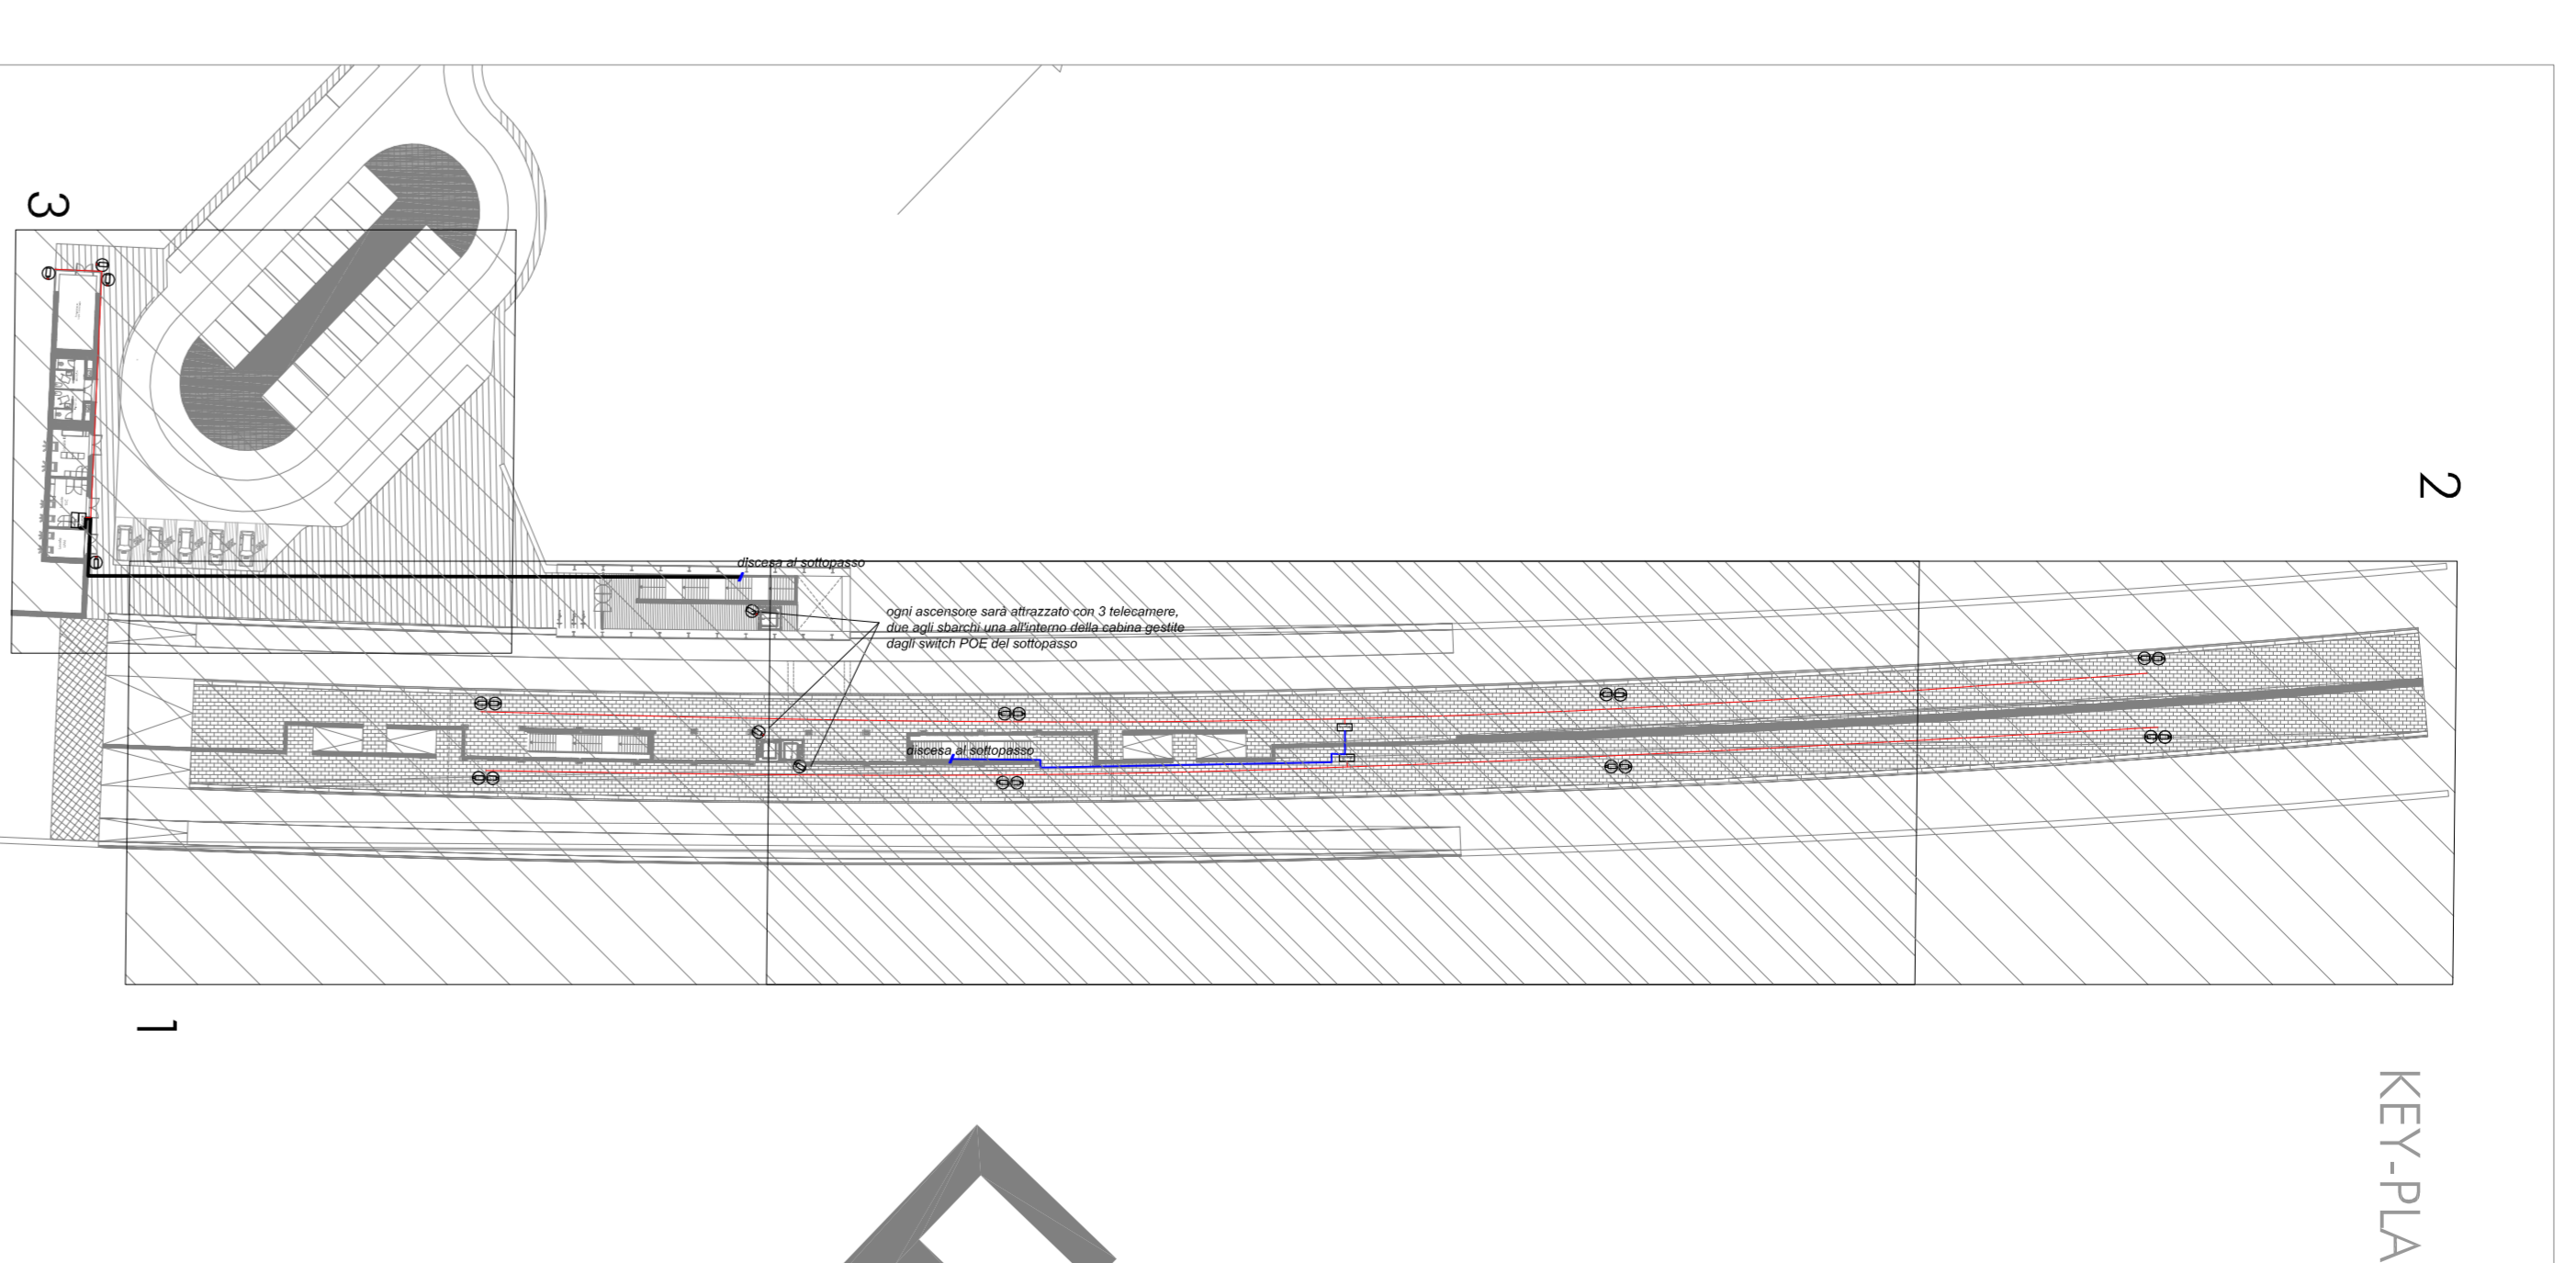 3
2
discesa al sottopasso
ogni ascensore sarà attrazzato con 3 telecamere,
due agli sbarchi una all'interno della cabina gestite
dagli switch POE del sottopasso
discesa al sottopasso
1
KEY-PLA